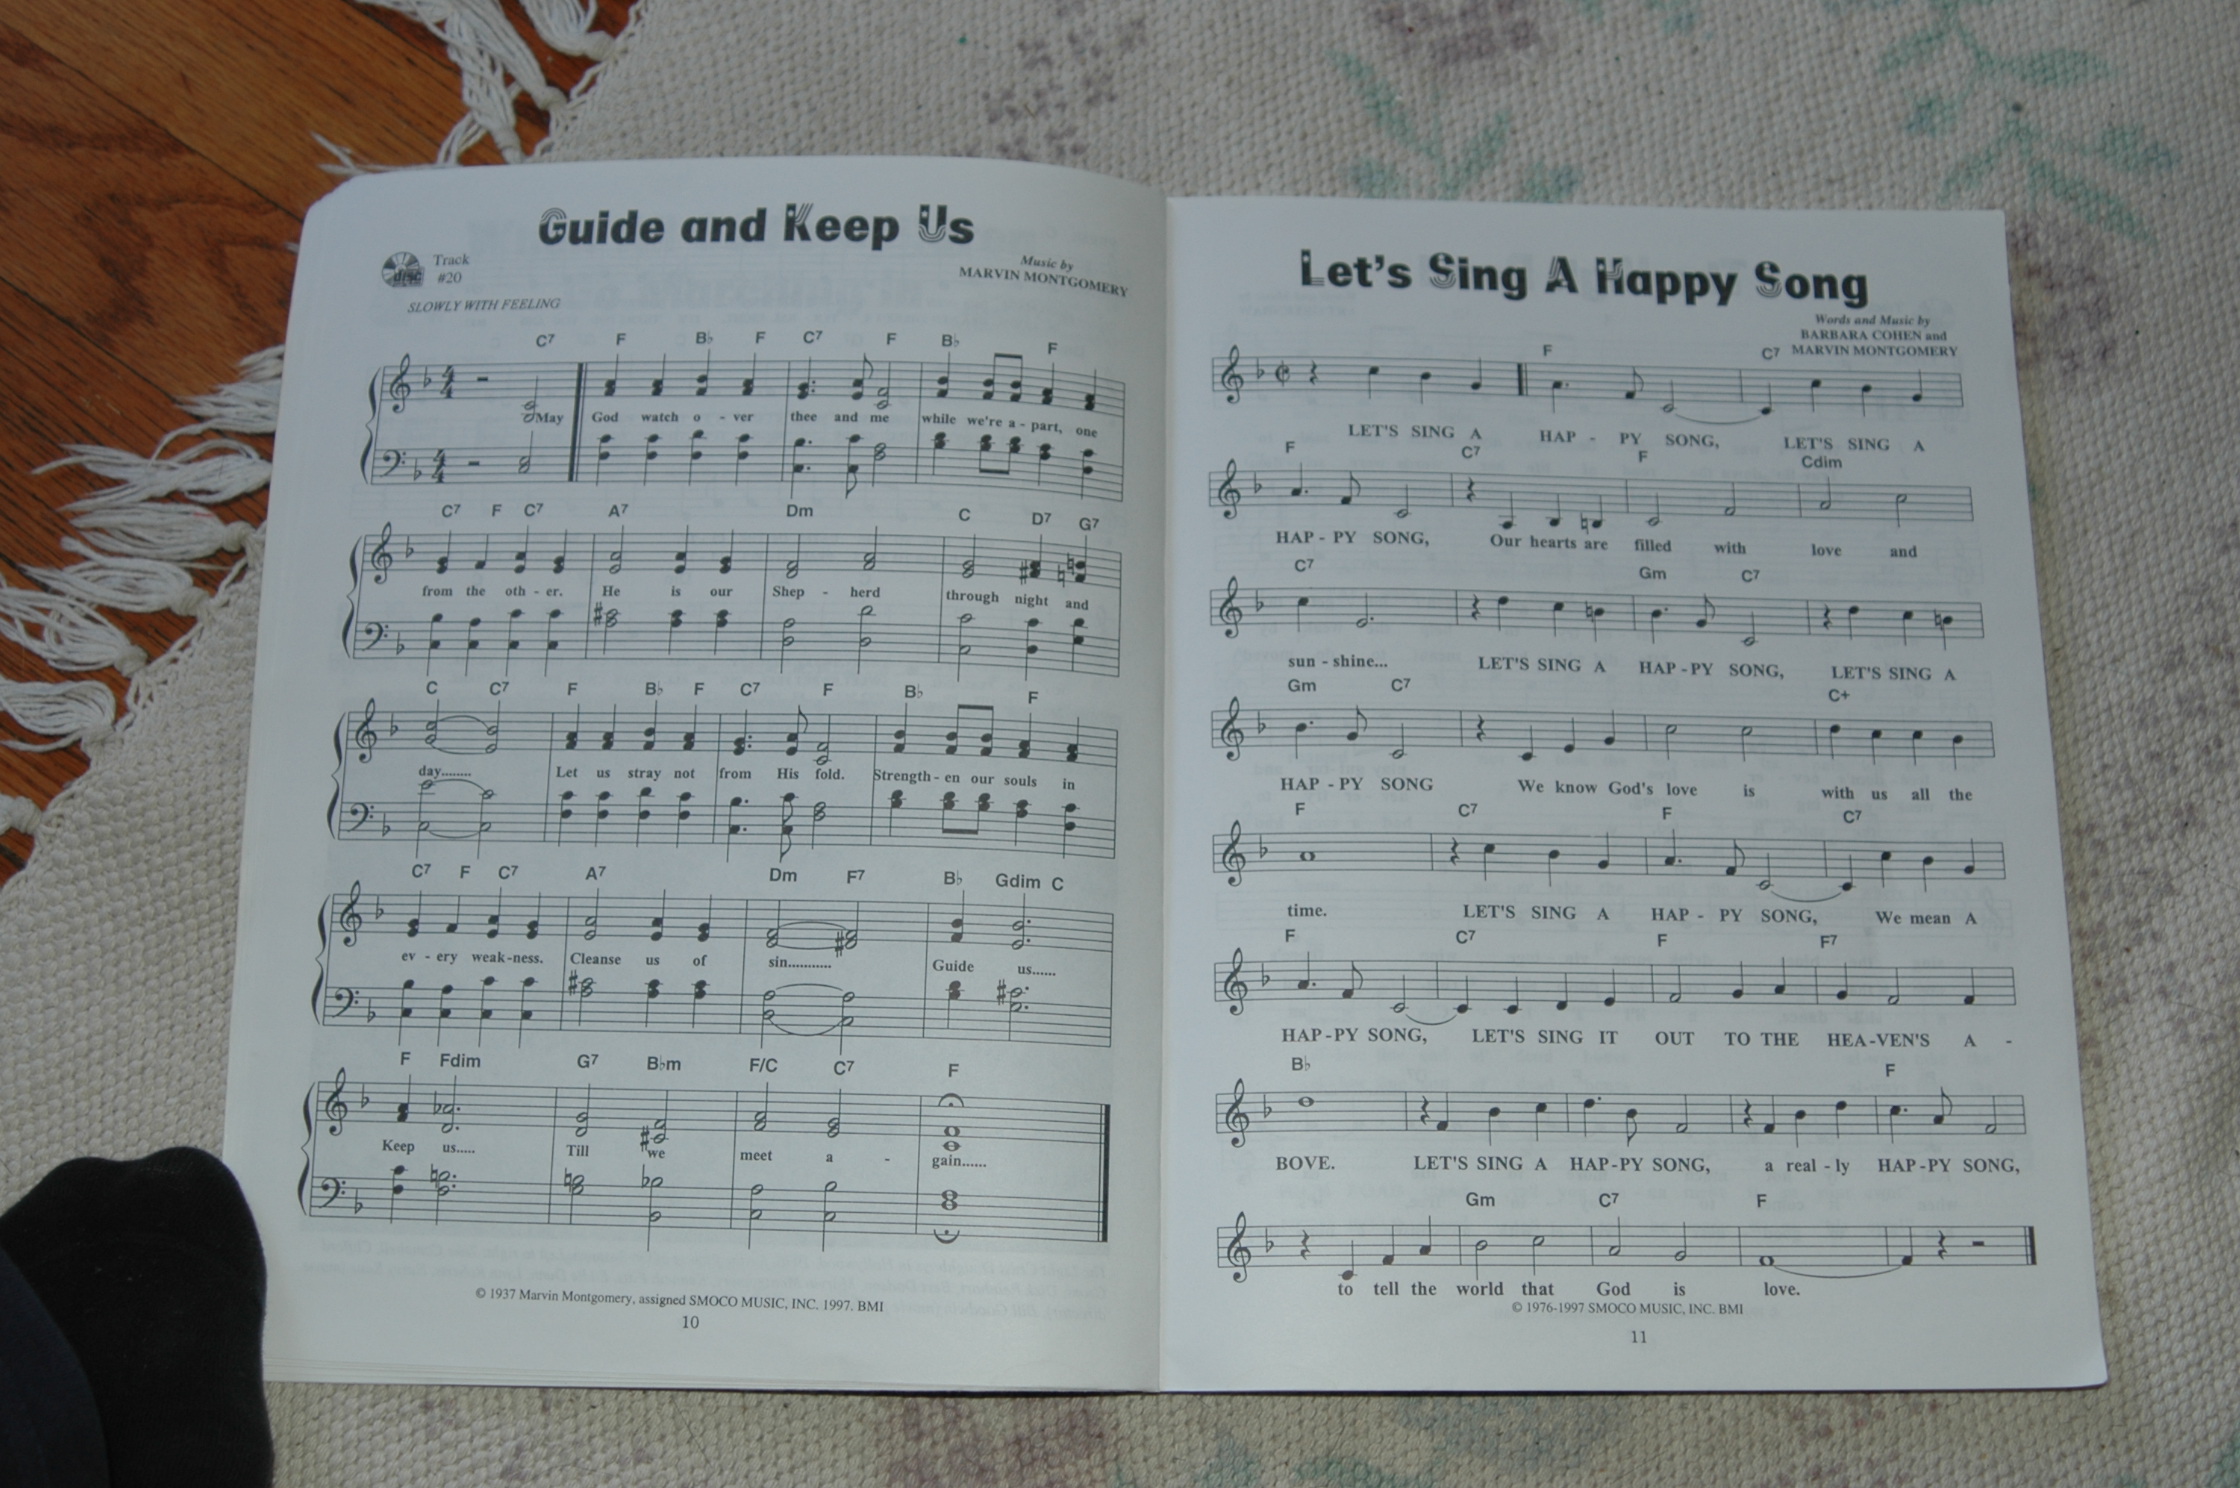 Guide and Keep Us
Track
#20
disc
Music by
MARVIN MONTGOMERY
SLOWLY WITH FEELING
C7 F B♭ F C7 F B♭ F
May God watch o - ver thee and me while we're a - part, one
C7 F C7 A7 Dm C D7 G7
from the oth - er. He is our Shep - herd through night and
C C7 F B♭ F C7 F B♭ F
day........ Let us stray not from His fold. Strength - en our souls in
C7 F C7 A7 Dm F7 B♭ Gdim C
ev - ery weak - ness. Cleanse us of sin............ Guide us......
F Fdim G7 B♭m F/C C7 F
Keep us..... Till we meet a - gain......
© 1937 Marvin Montgomery, assigned SMOCO MUSIC, INC. 1997. BMI
10
Let's Sing A Happy Song
Words and Music by
BARBARA COHEN and
MARVIN MONTGOMERY
F C7
LET'S SING A HAP - PY SONG, LET'S SING A
F C7 F Cdim
HAP - PY SONG, Our hearts are filled with love and
C7 Gm C7
sun - shine... LET'S SING A HAP - PY SONG, LET'S SING A
Gm C7 C+
HAP - PY SONG We know God's love is with us all the
F C7 F C7
time. LET'S SING A HAP - PY SONG, We mean A
F C7 F F7
HAP - PY SONG, LET'S SING IT OUT TO THE HEA - VEN'S A -
B♭ F
BOVE. LET'S SING A HAP - PY SONG, a real - ly HAP - PY SONG,
Gm C7 F
to tell the world that God is love.
© 1976-1997 SMOCO MUSIC, INC. BMI
11